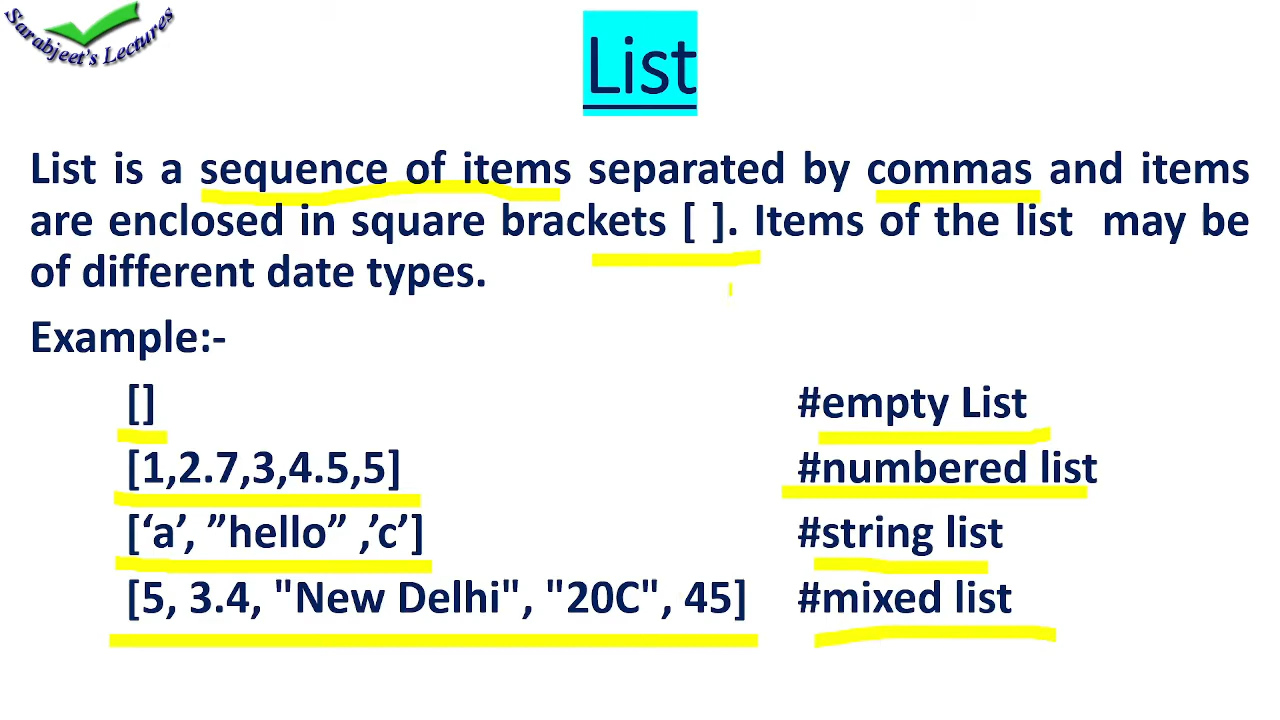 Sarabjeet's Lectures
List
List is a sequence of items separated by commas and items
are enclosed in square brackets [ ]. Items of the list may be
of different date types.
Example:-
[] #empty List
[1,2.7,3,4.5,5] #numbered list
[‘a’, ”hello” ,’c’] #string list
[5, 3.4, "New Delhi", "20C", 45] #mixed list